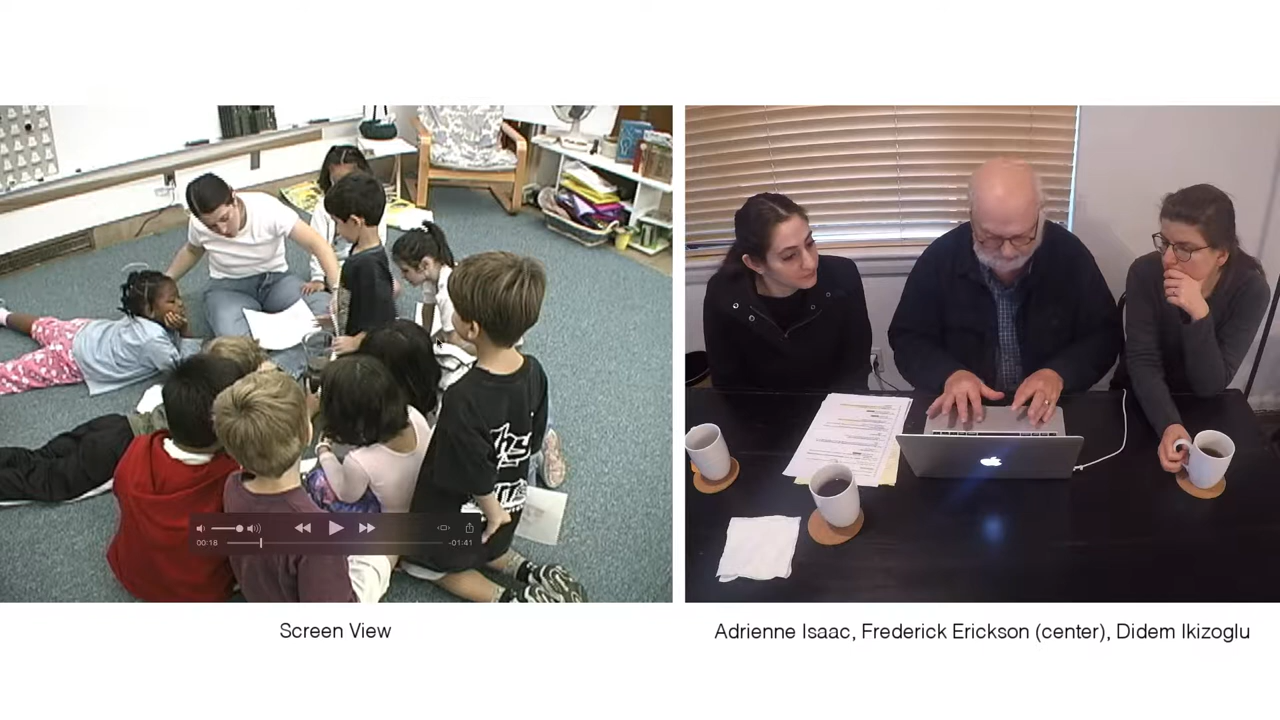 00:18
-01:41
Screen View
Adrienne Isaac, Frederick Erickson (center), Didem Ikizoglu